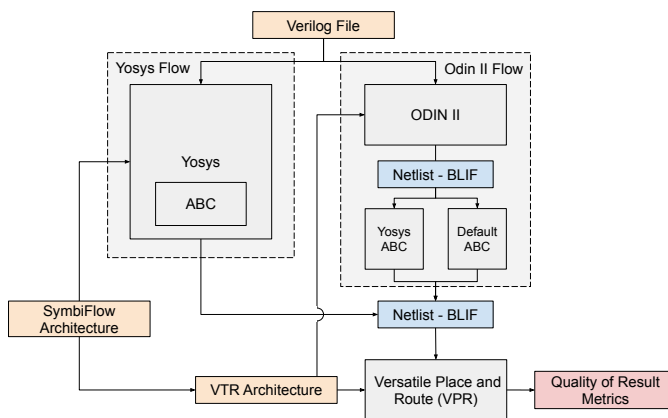 Verilog File
Yosys Flow
Odin II Flow
Yosys
ABC
ODIN II
Netlist - BLIF
Yosys
ABC
Default
ABC
SymbiFlow
Architecture
Netlist - BLIF
VTR Architecture
Versatile Place and
Route (VPR)
Quality of Result
Metrics